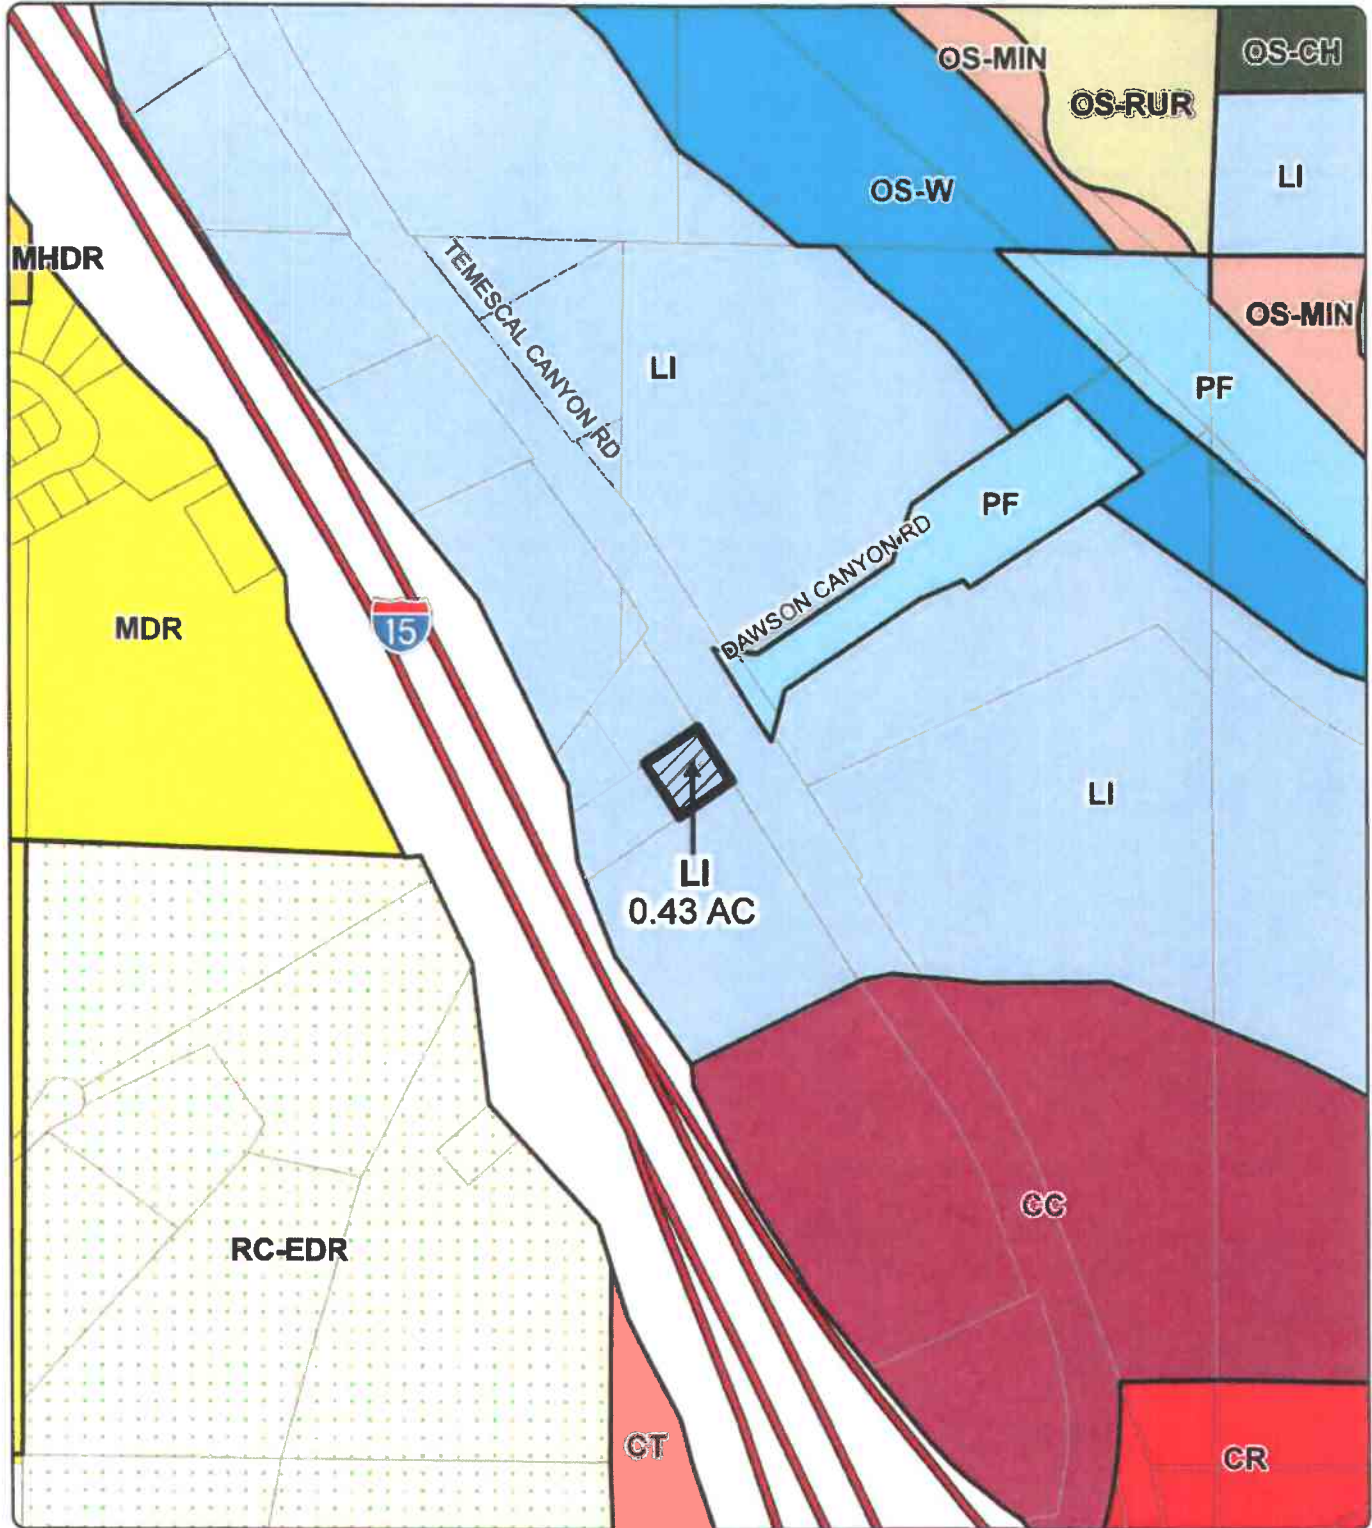 OS-MIN
OS-CH
OS-RUR
LI
OS-W
MHDR
TEMESCAL CANYON RD
OS-MIN
LI
PF
PF
DAWSON CANYON RD
MDR
15
LI
LI
0.43 AC
CC
RC-EDR
CT
CR